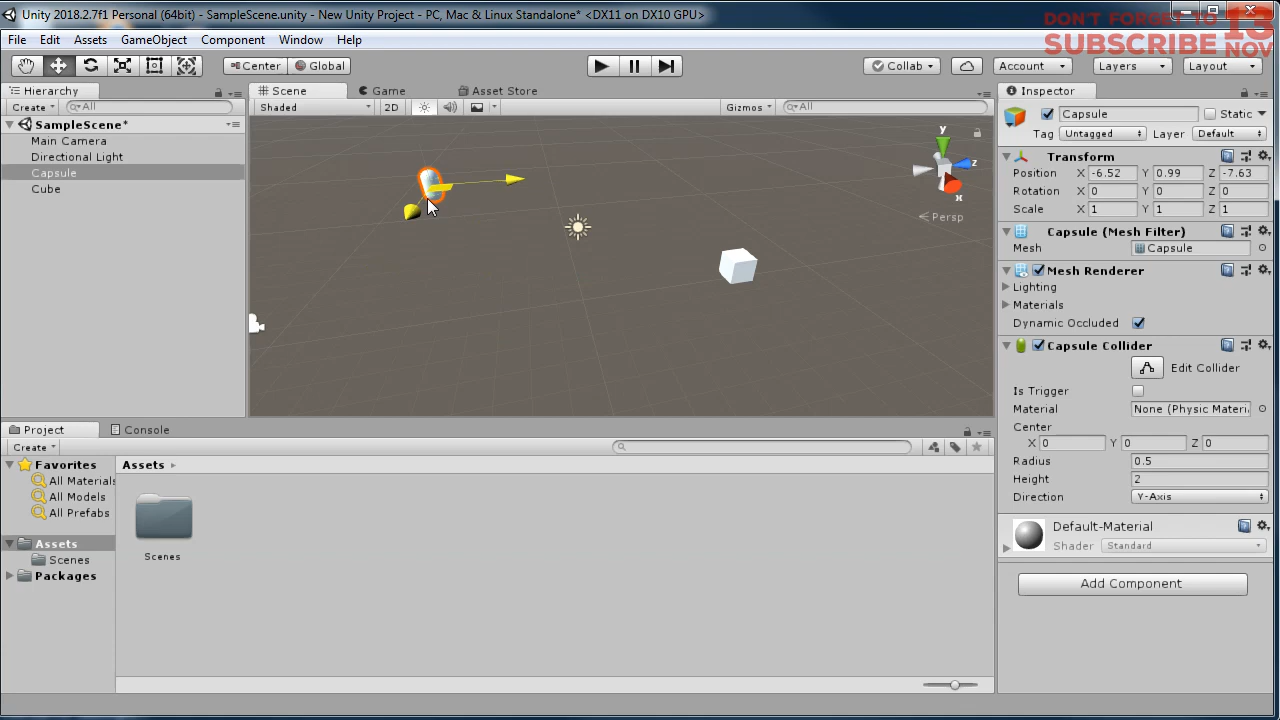 Unity 2018.2.7f1 Personal (64bit) - SampleScene.unity - New Unity Project - PC, Mac & Linux Standalone* <DX11 on DX10 GPU>
DON'T FORGET TO
SUBSCRIBE
13
NOV
File Edit Assets GameObject Component Window Help
Center Global Collab Account Layers Layout
Hierarchy
Create All
SampleScene*
Main Camera
Directional Light
Capsule
Cube
Scene Game Asset Store
Shaded 2D Gizmos All
y
z
x
Persp
Inspector
Capsule Static
Tag Untagged Layer Default
Transform
Position X -6.52 Y 0.99 Z -7.63
Rotation X 0 Y 0 Z 0
Scale X 1 Y 1 Z 1
Capsule (Mesh Filter)
Mesh Capsule
Mesh Renderer
Lighting
Materials
Dynamic Occluded
Capsule Collider
Edit Collider
Is Trigger
Material None (Physic Materi
Center
X 0 Y 0 Z 0
Radius 0.5
Height 2
Direction Y-Axis
Default-Material
Shader Standard
Add Component
Project Console
Create
Favorites
All Materials
All Models
All Prefabs
Assets
Scenes
Packages
Assets
Scenes